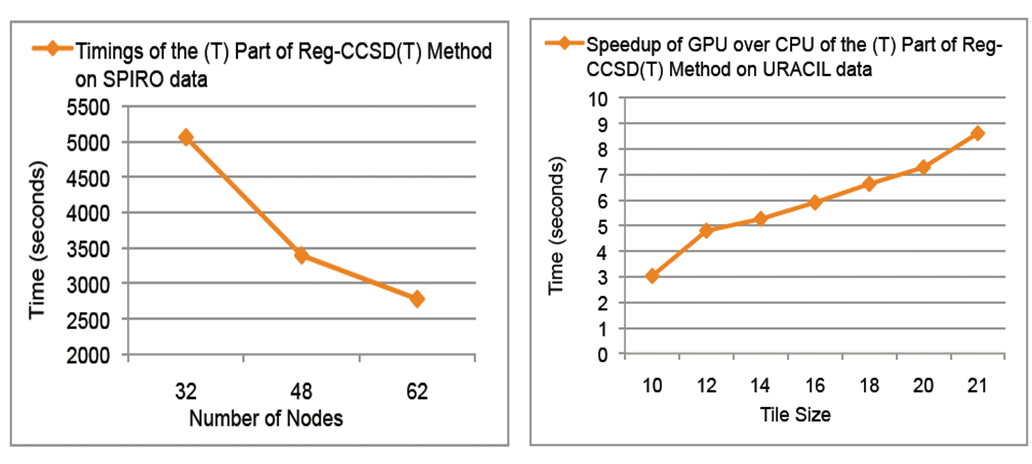 Timings of the (T) Part of Reg-CCSD(T) Method
on SPIRO data
5500
5000
4500
4000
3500
3000
2500
2000
Time (seconds)
32 48 62
Number of Nodes
Speedup of GPU over CPU of the (T) Part of Reg-
CCSD(T) Method on URACIL data
10
9
8
7
6
5
4
3
2
1
0
Time (seconds)
10 12 14 16 18 20 21
Tile Size